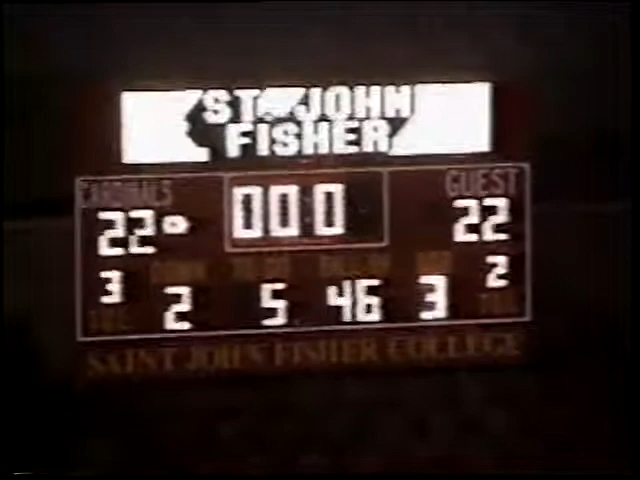 ST. JOHN
FISHER
CARDINALS GUEST
22 00:0 22
3 2 5 46 3 2
SAINT JOHN FISHER COLLEGE